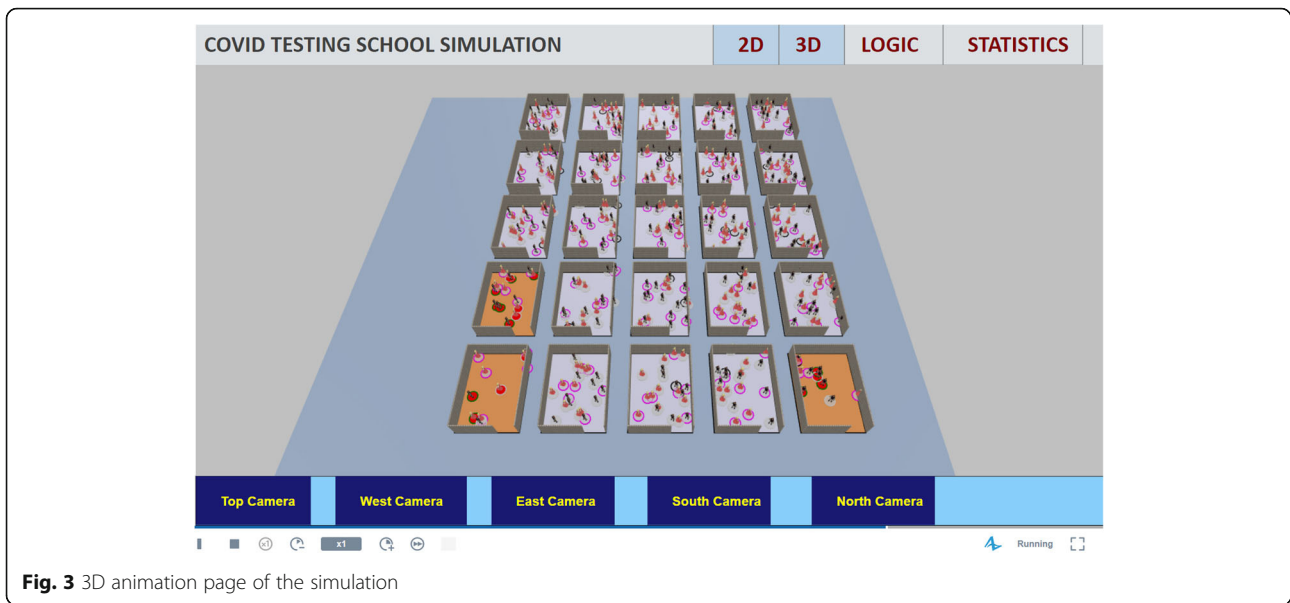 COVID TESTING SCHOOL SIMULATION 2D 3D LOGIC STATISTICS
Top Camera West Camera East Camera South Camera North Camera
x1 x1 Running
Fig. 3 3D animation page of the simulation